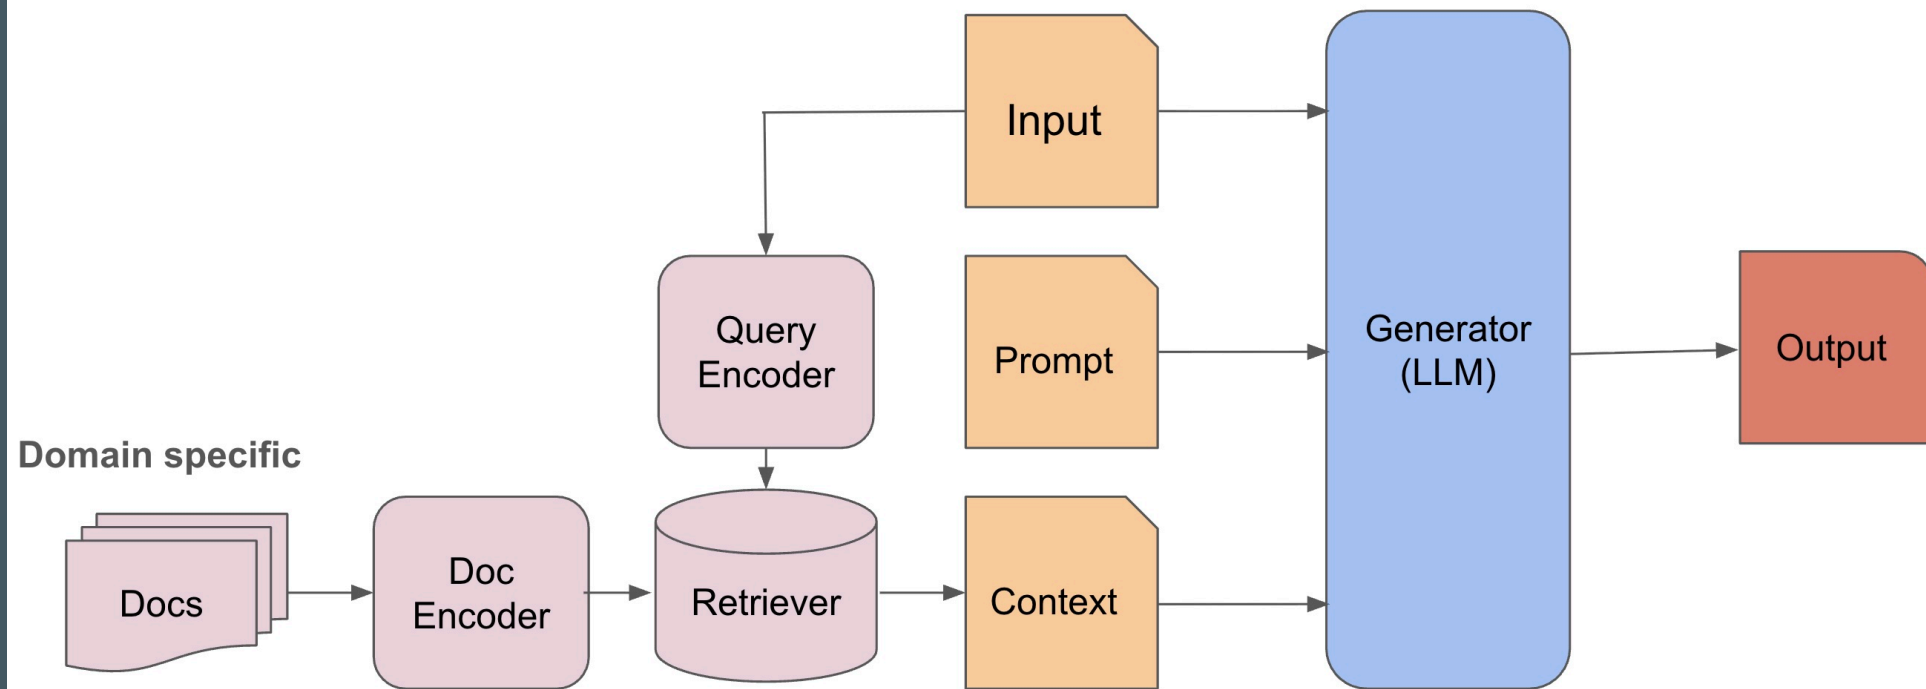 Input
Query
Encoder
Prompt
Generator
(LLM)
Output
Domain specific
Docs
Doc
Encoder
Retriever
Context